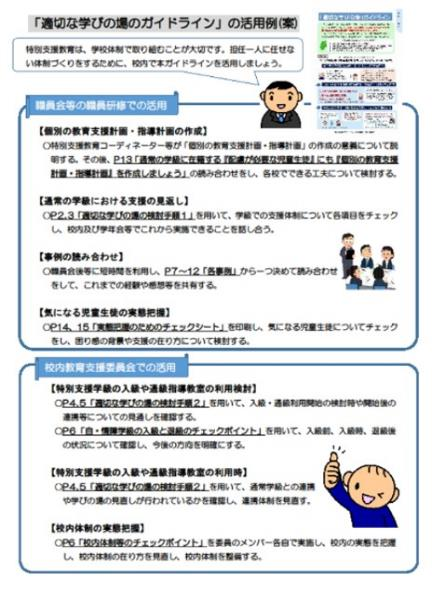 「適切な学びの場のガイドライン」の活用例(案)
特別支援教育は、学校体制で取り組むことが大切です。担任一人に任せな
い体制づくりをするために、校内で本ガイドラインを活用しましょう。
職員会等の職員研修での活用
【個別の教育支援計画・指導計画の作成】
○特別支援教育コーディネーター等が「個別の教育支援計画・指導計画」の作成の意義について説
明する。その後、P13「通常の学級に在籍する『配慮が必要な児童生徒』にも『個別の教育支援
計画・指導計画』を作成しましょう」の読み合わせをし、各校でできる工夫について検討する。
【通常の学級における支援の見返し】
○P2,3「適切な学びの場の検討手順1」を用いて、学級での支援体制について各項目をチェック
し、校内及び学年会等でこれから実施できることを話し合う。
【事例の読み合わせ】
○職員会後等に短時間を利用し、P7～12「各事例」から一つ決めて読み合わせ
をして、これまでの経験や感想等を共有する。
【気になる児童生徒の実態把握】
○P14、15「実態把握のためのチェックシート」を印刷し、気になる児童生徒についてチェック
をし、困り感の背景や支援の在り方について検討する。
校内教育支援委員会での活用
【特別支援学級の入級や通級指導教室の利用検討】
○P4,5「適切な学びの場の検討手順2」を用いて、入級・通級利用開始の検討時や開始後の
連携等についての見通しを確認する。
○P6「自・情障学級の入級と退級のチェックポイント」を用いて、入級前、入級時、退級後
の状況について確認し、今後の方向を明確にする。
【特別支援学級の入級や通級指導教室の利用時】
○P4,5「適切な学びの場の検討手順2」を用いて、通常学級との連携
や学びの場の見直しが行われているかを確認し、連携体制を見直す。
【校内体制の実態把握】
○P6「校内体制等のチェックポイント」を委員のメンバー各自で実施し、校内の実態を把握
し、校内体制の在り方を見直し、校内体制を整備する。